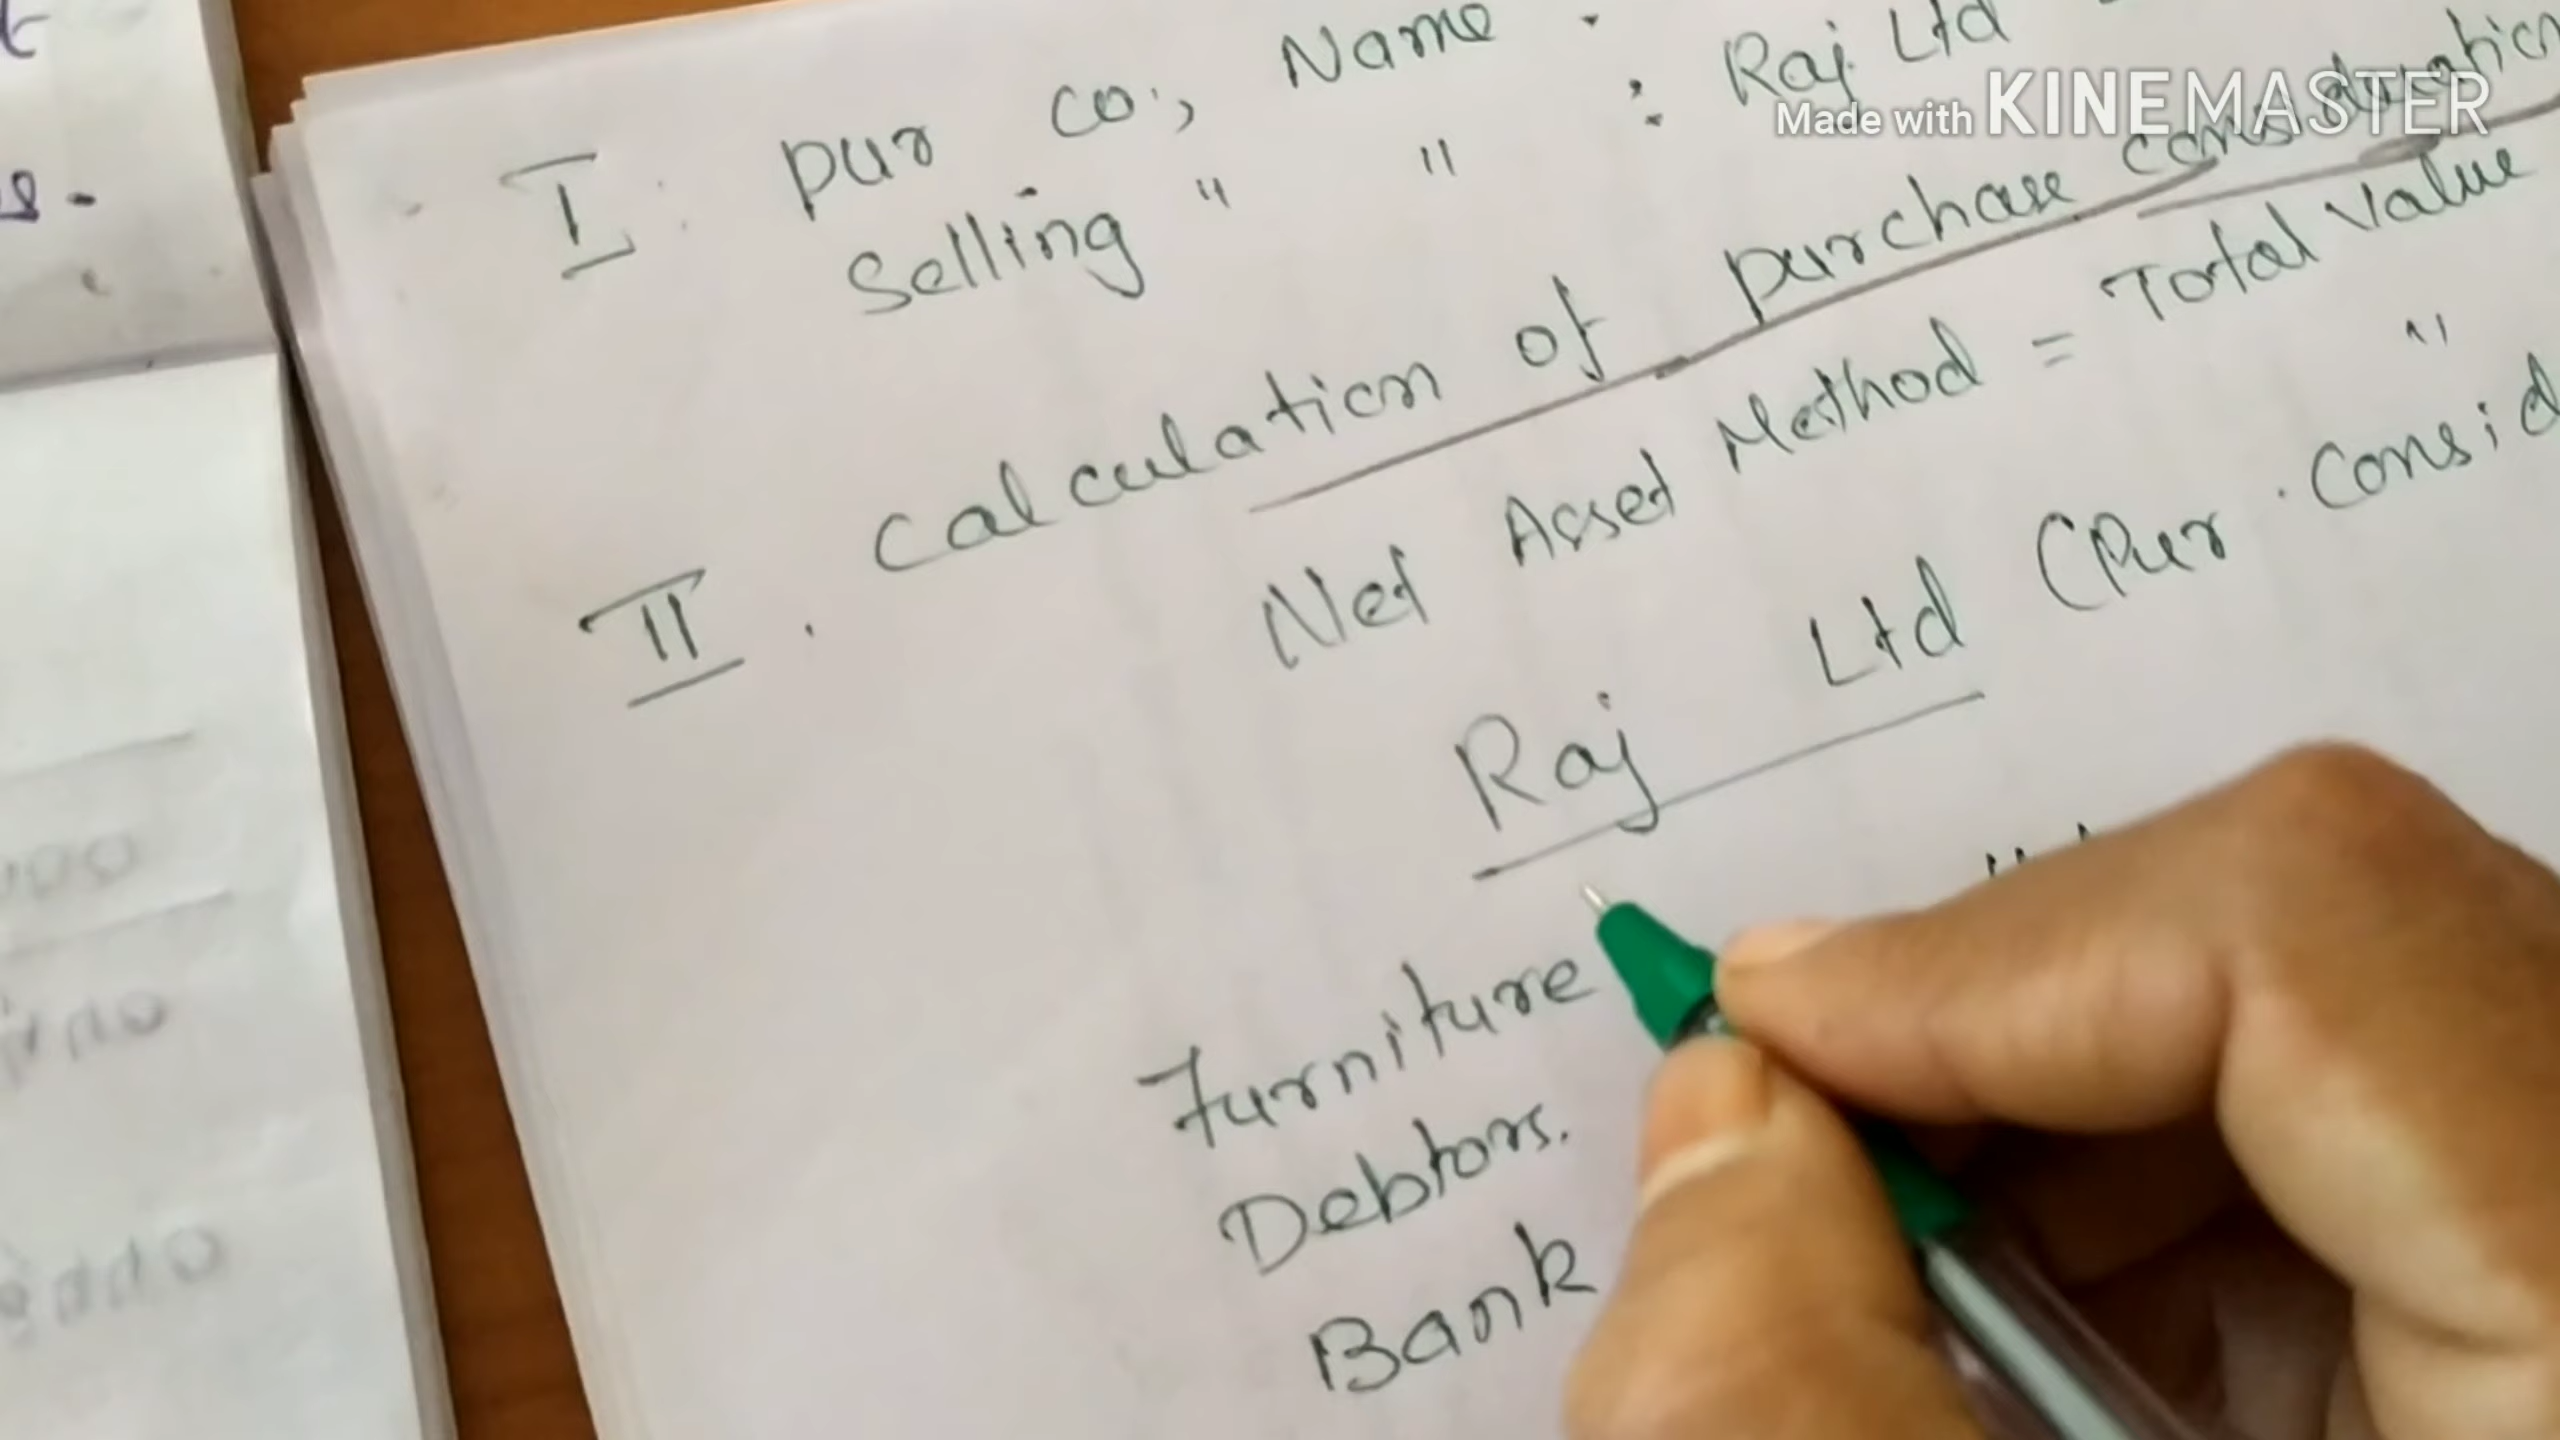 I. Pur Co., Name :
Selling " " : Raj Ltd
Made with KINEMASTER
II. Calculation of purchase consideration
Net Asset Method = Total Value
"
Raj Ltd (Pur. Consid
Furniture
Debtors.
Bank